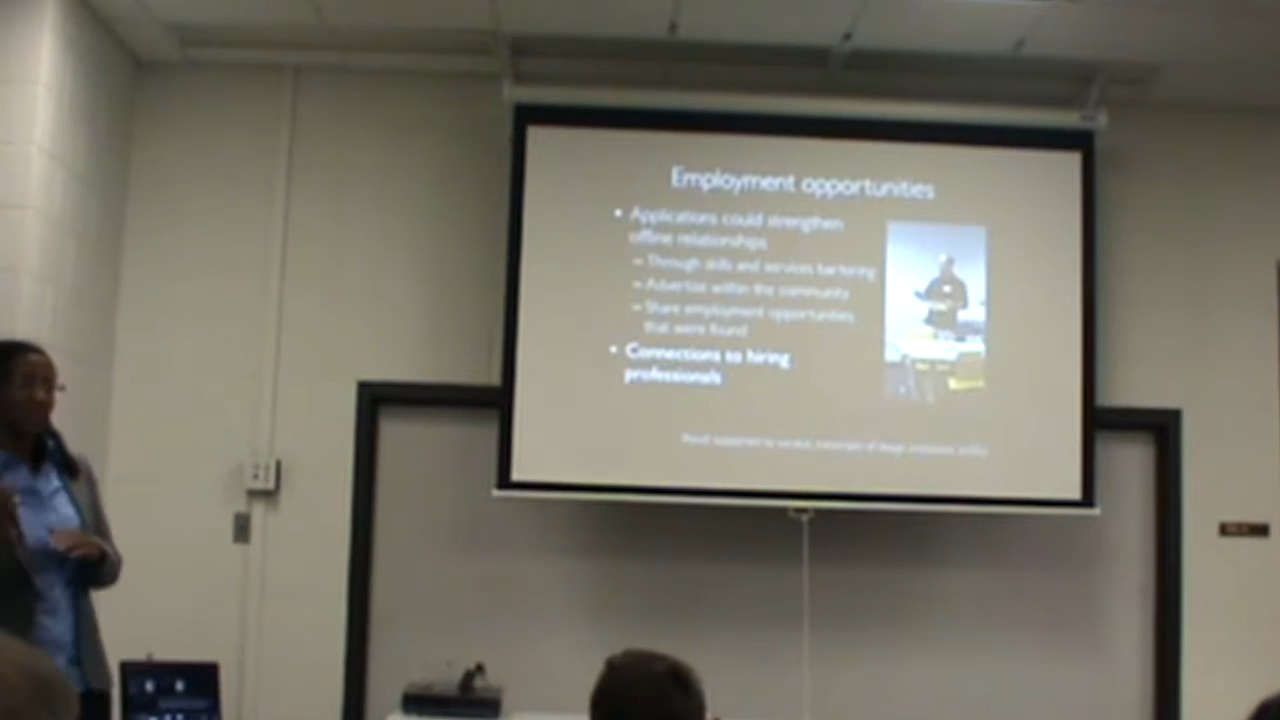 Employment opportunities
• Applications could strengthen
offline relationships
– Through skills and services bartering
– Advertise within the community
– Share employment opportunities
that were found
• Connections to hiring
professionals